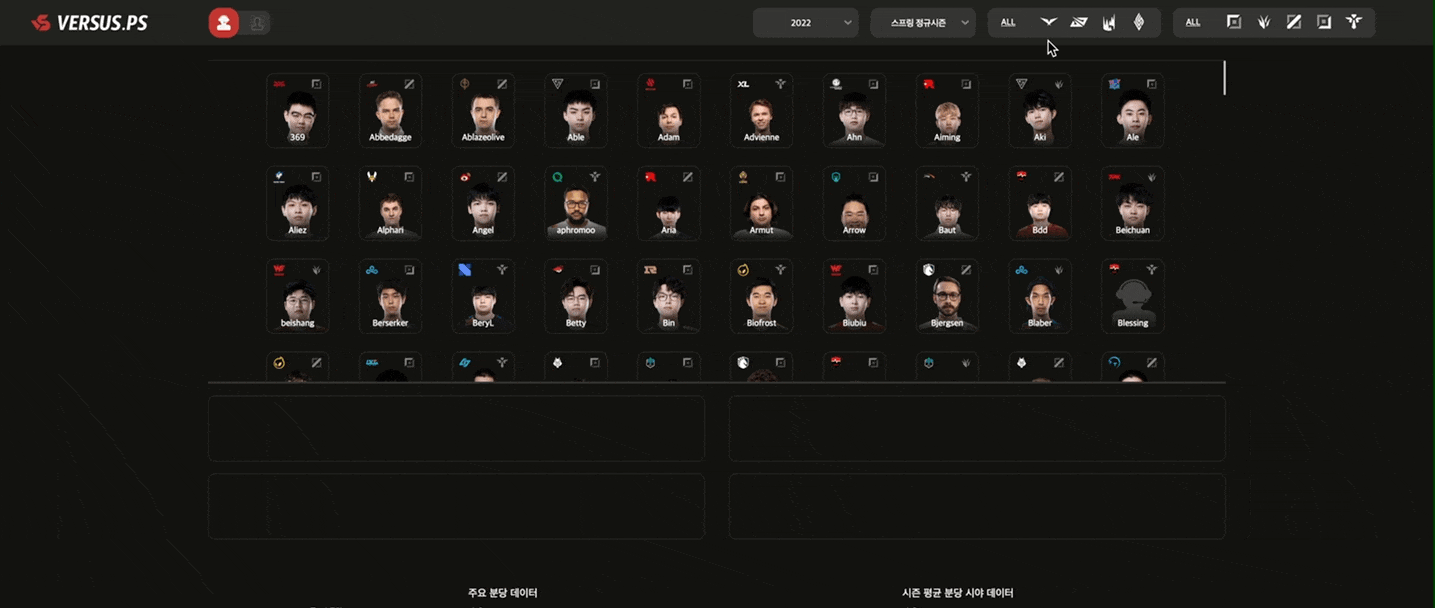 VERSUS.PS
2022
스프링 정규시즌
ALL
ALL
369
Abbedagge
Ablazeolive
Able
Adam
XL
Advienne
Ahn
Aiming
Aki
Ale
Aliez
Alphari
Angel
aphromoo
Aria
Armut
Arrow
Baut
Bdd
Beichuan
beishang
Berserker
BeryL
Betty
Bin
Biofrost
Biubiu
Bjergsen
Blaber
Blessing
주요 분당 데이터
시즌 평균 분당 시야 데이터